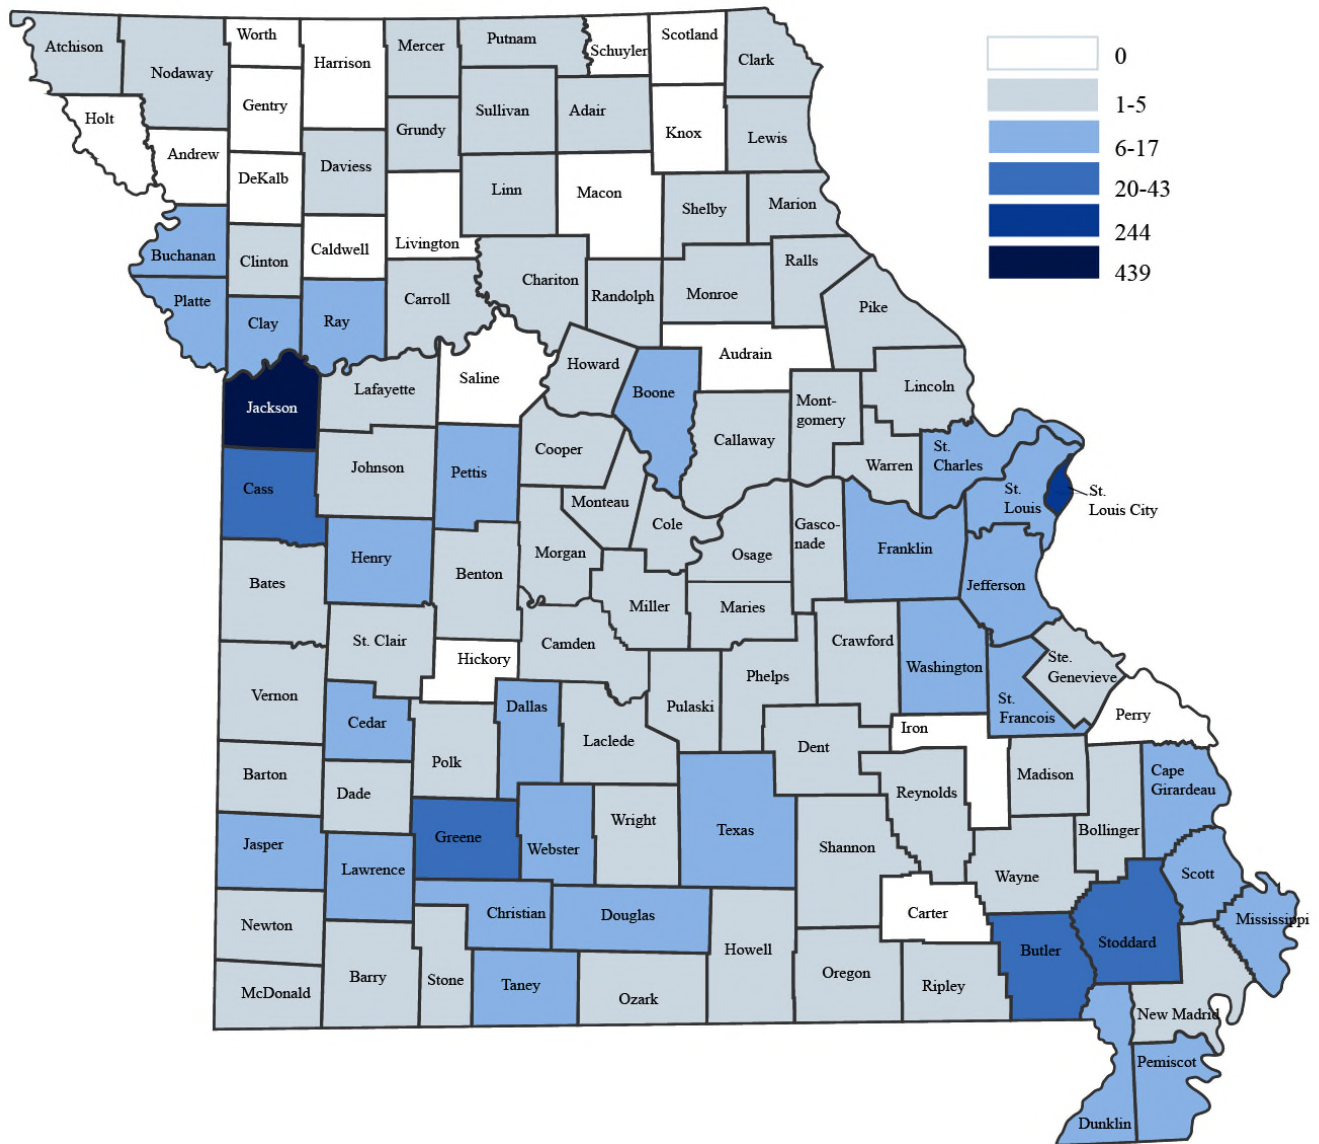 Atchison
Nodaway
Worth
Harrison
Mercer
Putnam
Schuyler
Scotland
Clark
0
1-5
6-17
20-43
244
439
Holt
Andrew
Gentry
DeKalb
Daviess
Grundy
Sullivan
Adair
Knox
Lewis
Linn
Macon
Shelby
Marion
Buchanan
Clinton
Caldwell
Livington
Chariton
Randolph
Monroe
Ralls
Pike
Platte
Clay
Ray
Carroll
Audrain
Jackson
Lafayette
Saline
Howard
Boone
Callaway
Mont-
gomery
Lincoln
Cass
Johnson
Pettis
Cooper
Monteau
Cole
Warren
St.
Charles
St.
Louis
St.
Louis City
Henry
Benton
Morgan
Osage
Gasco-
nade
Franklin
Jefferson
Bates
St. Clair
Camden
Miller
Maries
Crawford
Washington
Ste.
Genevieve
Hickory
Vernon
Cedar
Dallas
Pulaski
Phelps
St.
Francois
Perry
Iron
Polk
Laclede
Dent
Barton
Dade
Madison
Reynolds
Cape
Girardeau
Bollinger
Jasper
Lawrence
Greene
Webster
Wright
Texas
Shannon
Wayne
Scott
Christian
Douglas
Carter
Stoddard
Mississippi
Newton
Howell
Butler
McDonald
Barry
Stone
Taney
Ozark
Oregon
Ripley
New Madrid
Pemiscot
Dunklin